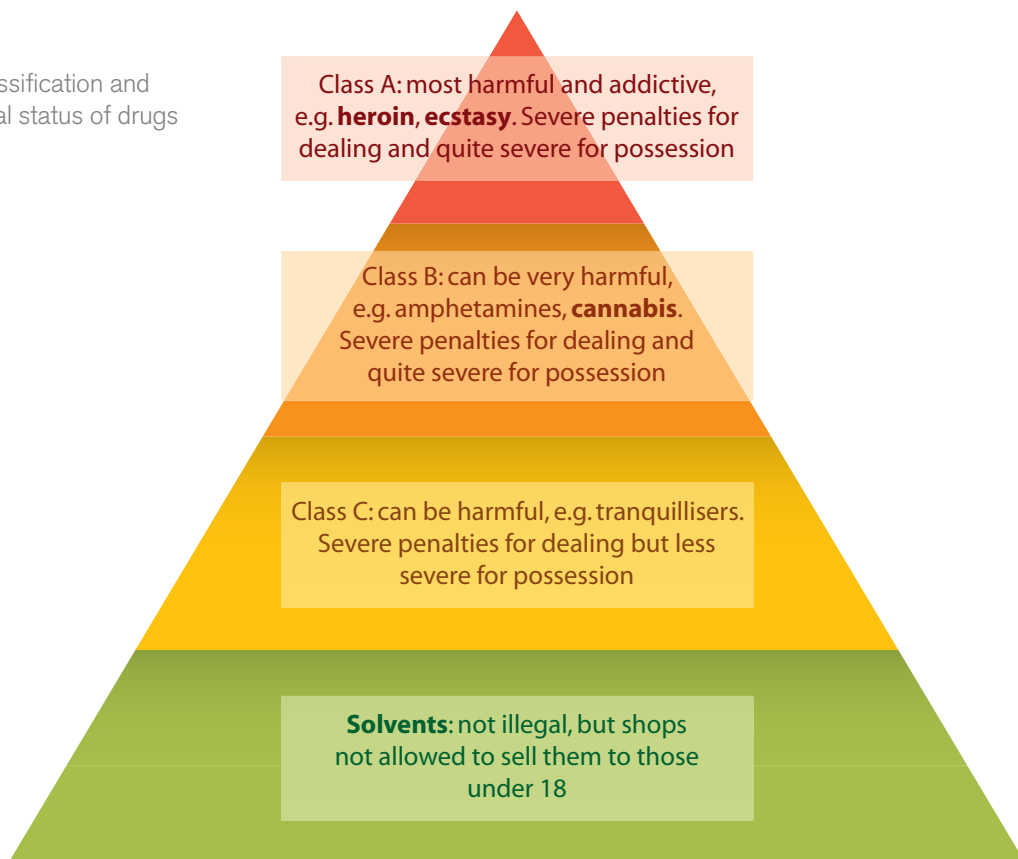 and
status of drugs
Class A: most harmful and addictive,
e.g. heroin, ecstasy. Severe penalties for
dealing and quite severe for possession
Class B: can be very harmful,
e.g. amphetamines, cannabis.
Severe penalties for dealing and
quite severe for possession
Class C: can be harmful, e.g. tranquillisers.
Severe penalties for dealing but less
severe for possession
Solvents: not illegal, but shops
not allowed to sell them to those
under 18